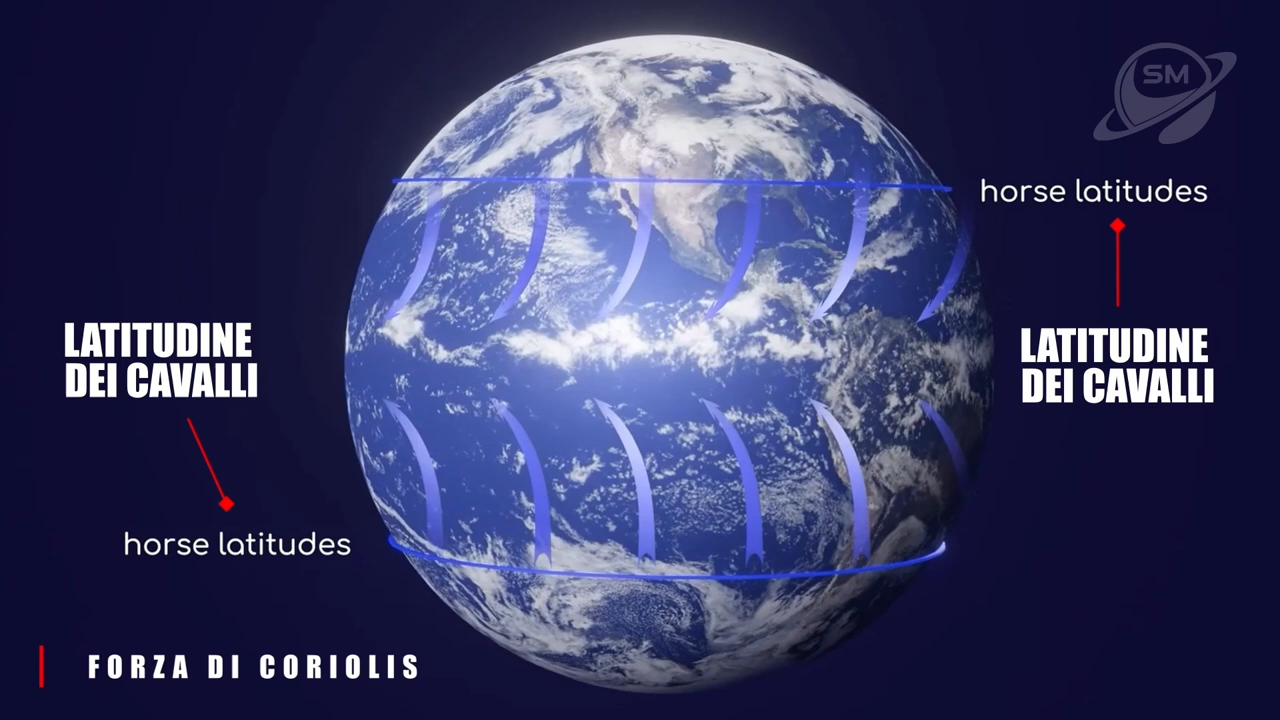 SM
horse latitudes
LATITUDINE
DEI CAVALLI
LATITUDINE
DEI CAVALLI
horse latitudes
FORZA DI CORIOLIS